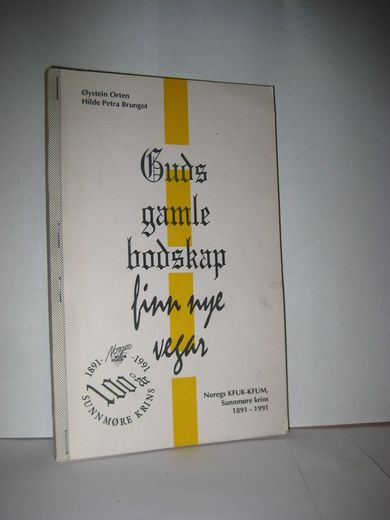 Øystein Orten
Hilde Petra Brungot
Guds
gamle
bodskap
finn nye
vegar
1891- Noregs -1991
100 år
SUNNMØRE KRINS
Noregs KFUK-KFUM,
Sunnmøre krins
1891 - 1991